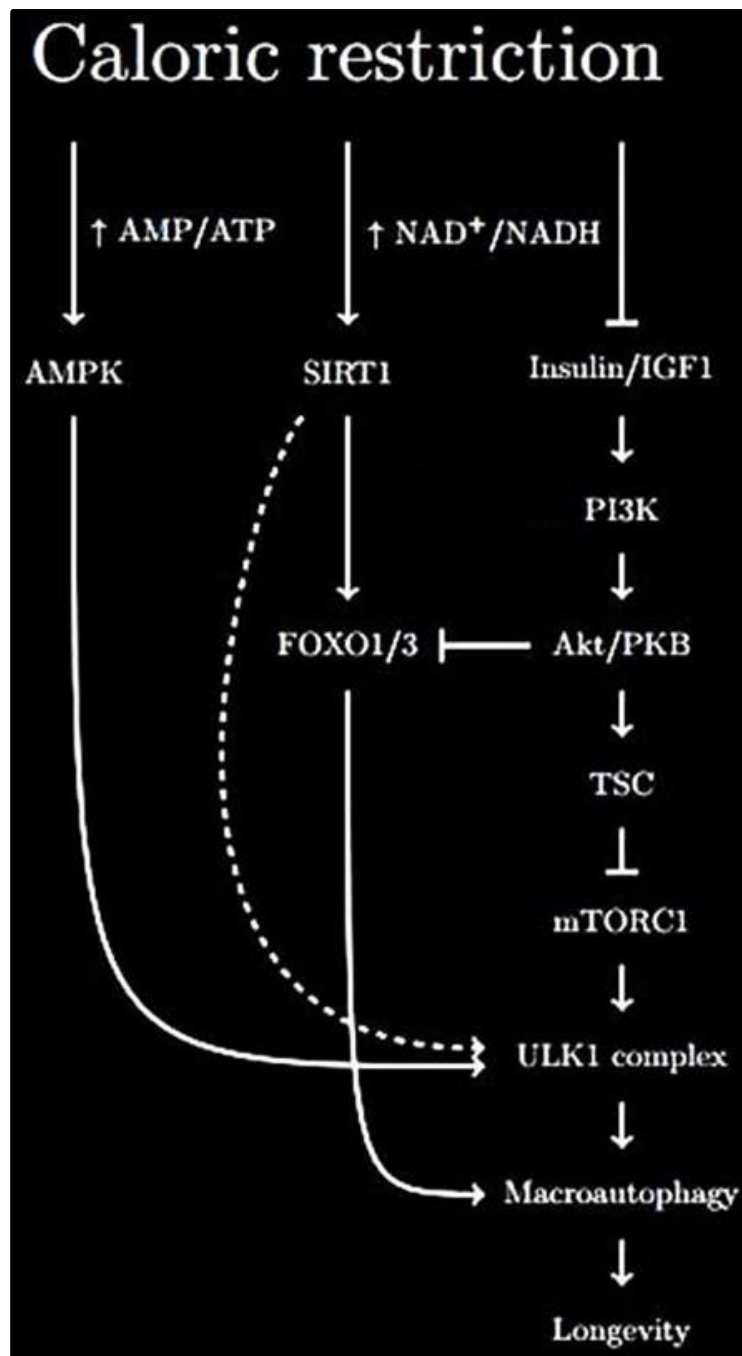 Caloric restriction
↑ AMP/ATP
↑ NAD⁺/NADH
AMPK
SIRT1
Insulin/IGF1
PI3K
FOXO1/3
Akt/PKB
TSC
mTORC1
ULK1 complex
Macroautophagy
Longevity